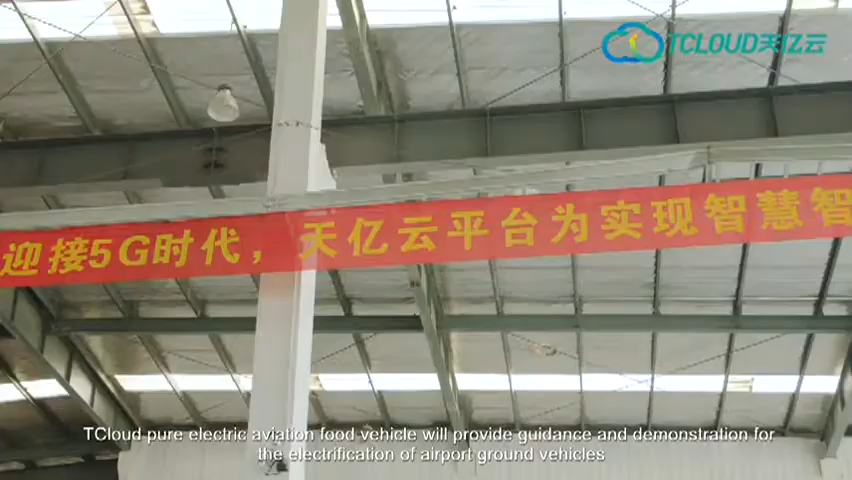 TCLOUD天亿云
迎接5G时代，天亿云平台为实现智慧智
TCloud pure electric aviation food vehicle will provide guidance and demonstration for
the electrification of airport ground vehicles